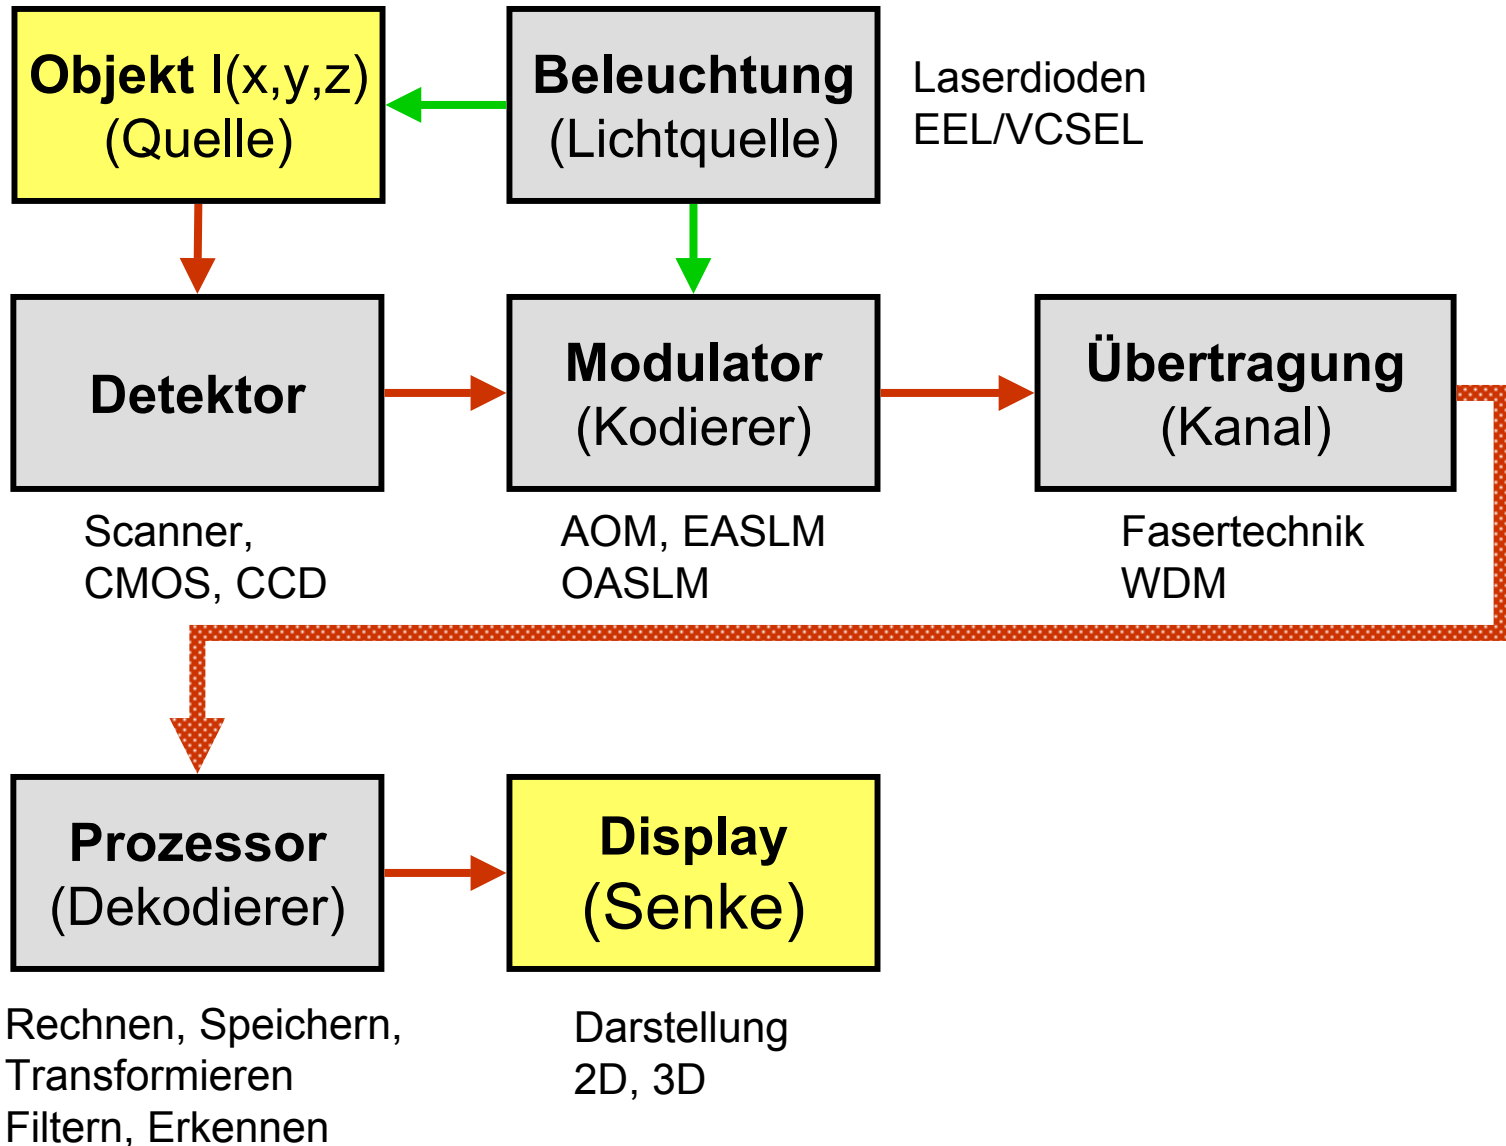 Objekt I(x,y,z)
(Quelle)
Beleuchtung
(Lichtquelle)
Laserdioden
EEL/VCSEL
Detektor
Modulator
(Kodierer)
Übertragung
(Kanal)
Scanner,
CMOS, CCD
AOM, EASLM
OASLM
Fasertechnik
WDM
Prozessor
(Dekodierer)
Display
(Senke)
Rechnen, Speichern,
Transformieren
Filtern, Erkennen
Darstellung
2D, 3D